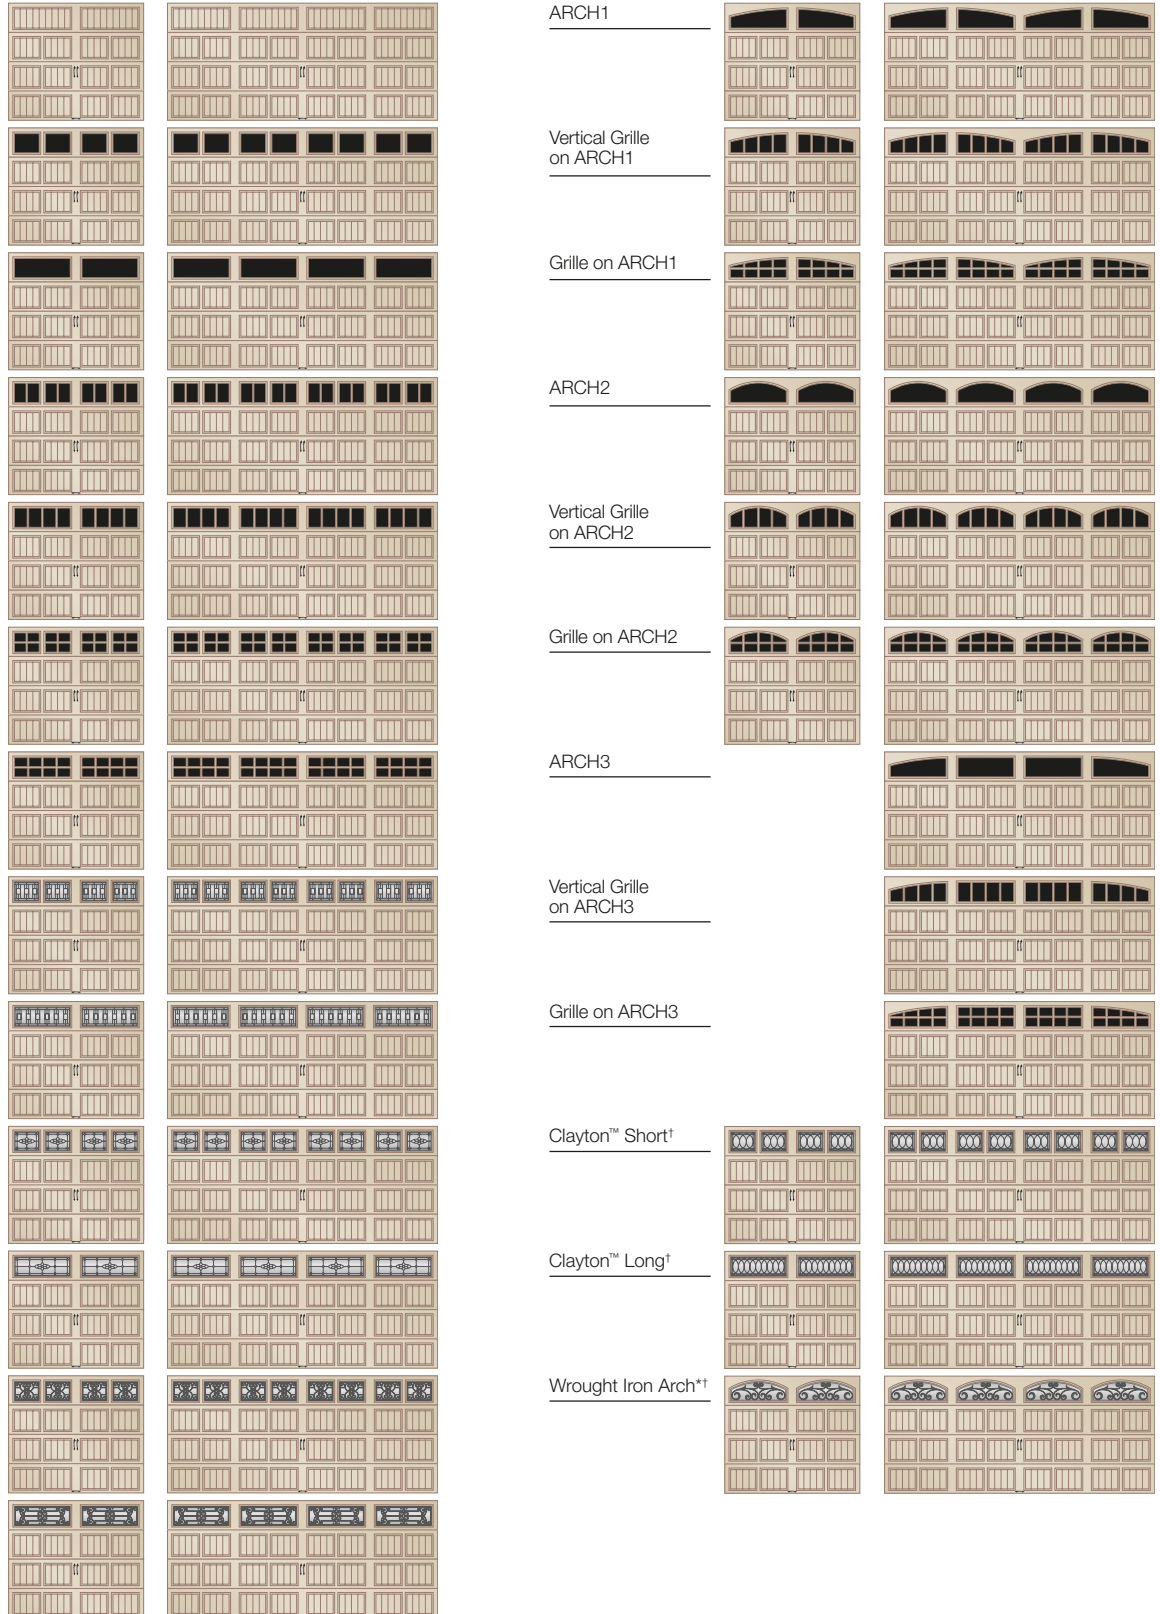 ARCH1
Vertical Grille
on ARCH1
Grille on ARCH1
ARCH2
Vertical Grille
on ARCH2
Grille on ARCH2
ARCH3
Vertical Grille
on ARCH3
Grille on ARCH3
Clayton™ Short†
Clayton™ Long†
Wrought Iron Arch*†